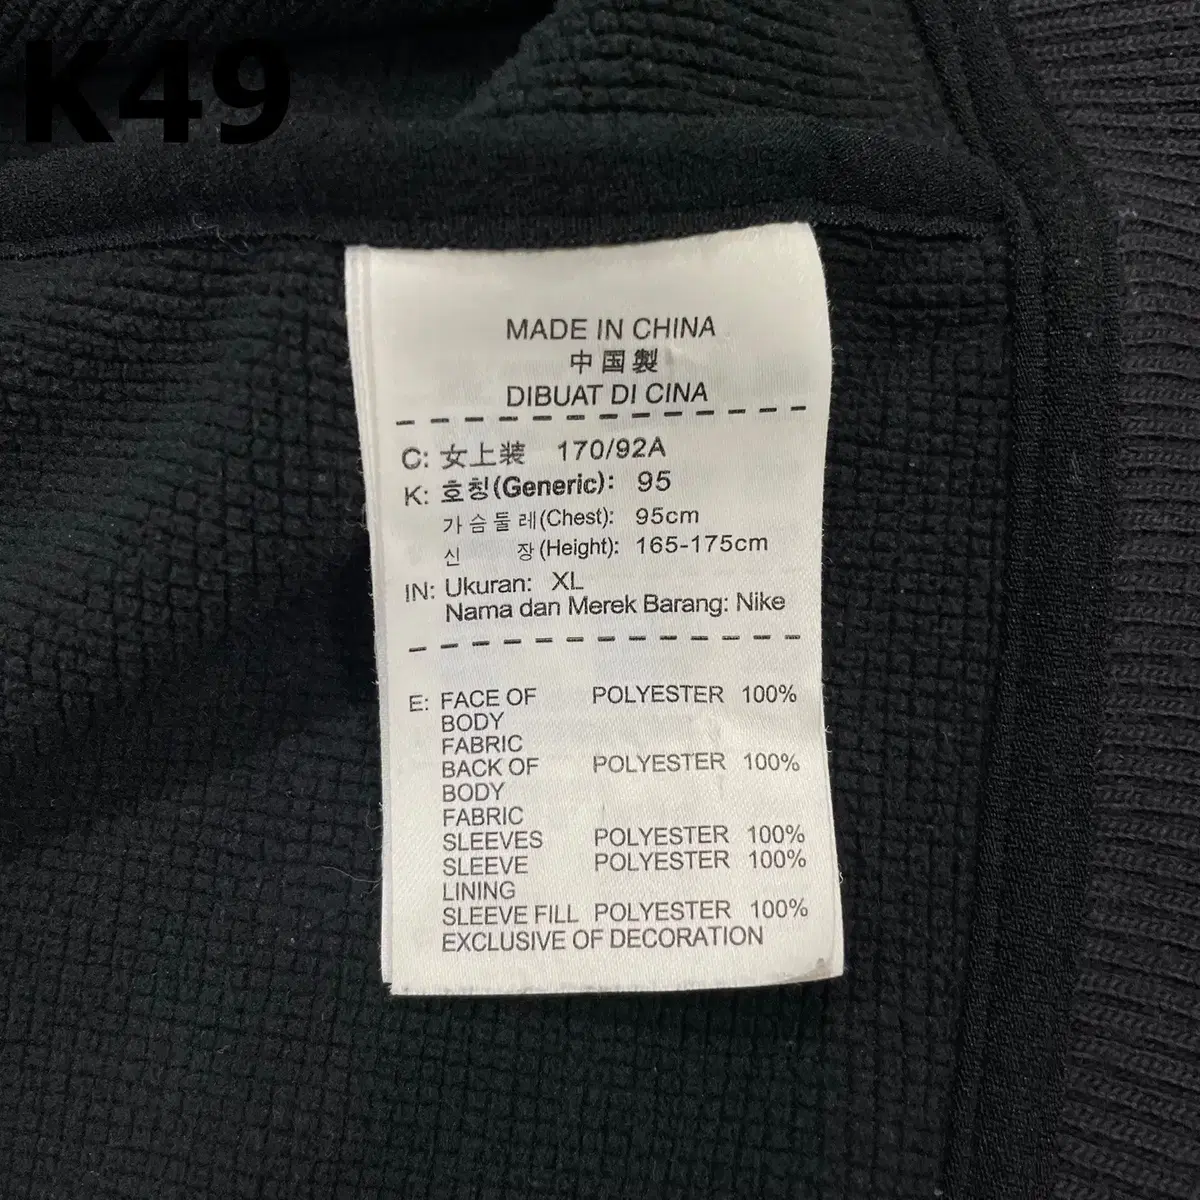 K49
MADE IN CHINA
中国製
DIBUAT DI CINA
C: 女上装 170/92A
K: 호칭(Generic): 95
가슴둘레(Chest): 95cm
신 장(Height): 165-175cm
IN: Ukuran: XL
Nama dan Merek Barang: Nike
E: FACE OF POLYESTER 100%
BODY
FABRIC
BACK OF POLYESTER 100%
BODY
FABRIC
SLEEVES POLYESTER 100%
SLEEVE POLYESTER 100%
LINING
SLEEVE FILL POLYESTER 100%
EXCLUSIVE OF DECORATION